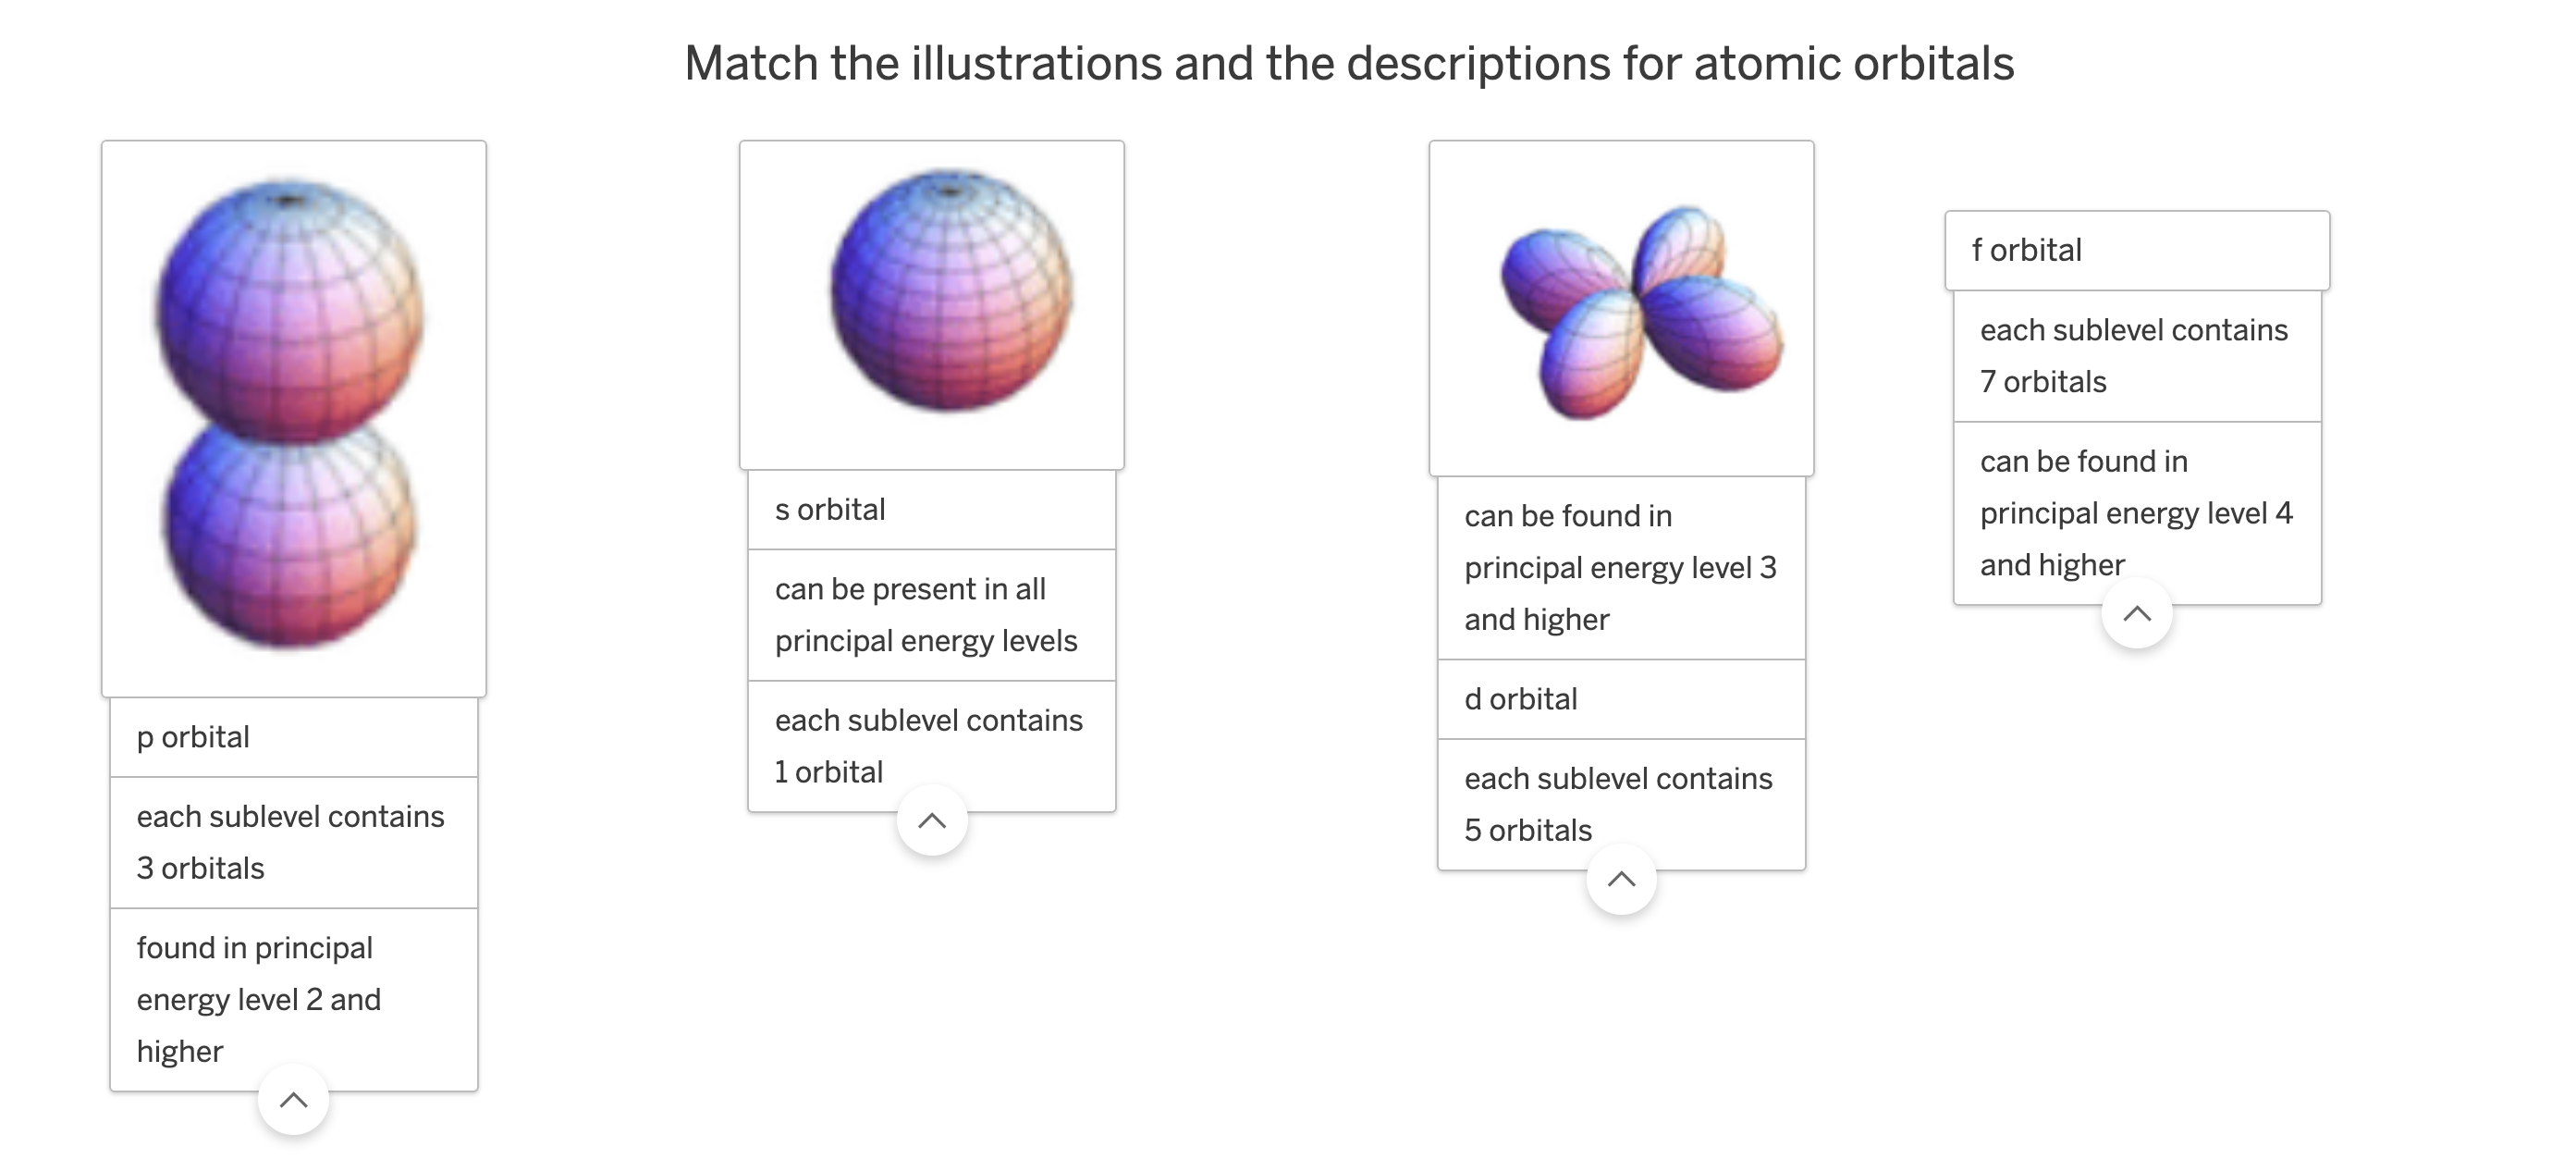 Match the illustrations and the descriptions for atomic orbitals
p orbital
each sublevel contains
3 orbitals
found in principal
energy level 2 and
higher
s orbital
can be present in all
principal energy levels
each sublevel contains
1 orbital
can be found in
principal energy level 3
and higher
d orbital
each sublevel contains
5 orbitals
f orbital
each sublevel contains
7 orbitals
can be found in
principal energy level 4
and higher